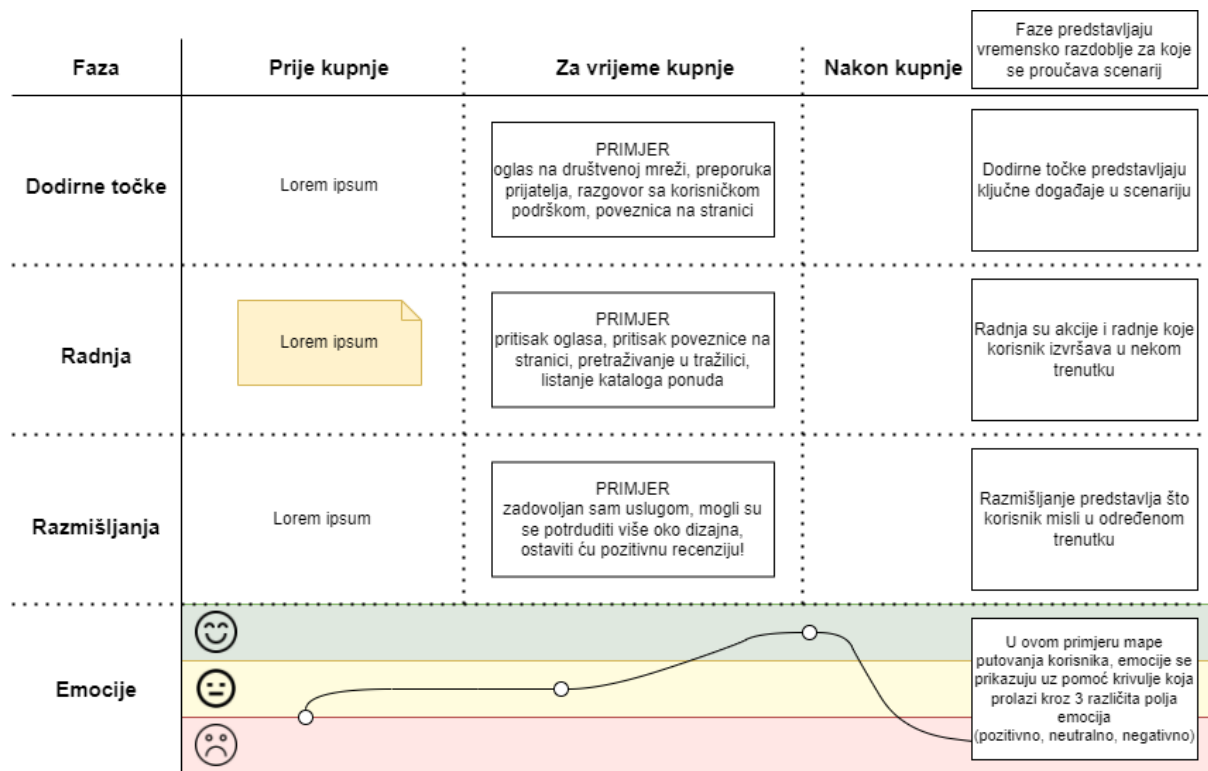 Faza
Prije kupnje
Za vrijeme kupnje
Nakon kupnje
Faze predstavljaju
vremensko razdoblje za koje
se proučava scenarij
Dodirne točke
Lorem ipsum
PRIMJER
oglas na društvenoj mreži, preporuka
prijatelja, razgovor sa korisničkom
podrškom, poveznica na stranici
Dodirne točke predstavljaju
ključne događaje u scenariju
Radnja
Lorem ipsum
PRIMJER
pritisak oglasa, pritisak poveznice na
stranici, pretraživanje u tražilici,
listanje kataloga ponuda
Radnja su akcije i radnje koje
korisnik izvršava u nekom
trenutku
Razmišljanja
Lorem ipsum
PRIMJER
zadovoljan sam uslugom, mogli su
se potrduditi više oko dizajna,
ostaviti ću pozitivnu recenziju!
Razmišljanje predstavlja što
korisnik misli u određenom
trenutku
Emocije
U ovom primjeru mape
putovanja korisnika, emocije se
prikazuju uz pomoć krivulje koja
prolazi kroz 3 različita polja
emocija
(pozitivno, neutralno, negativno)